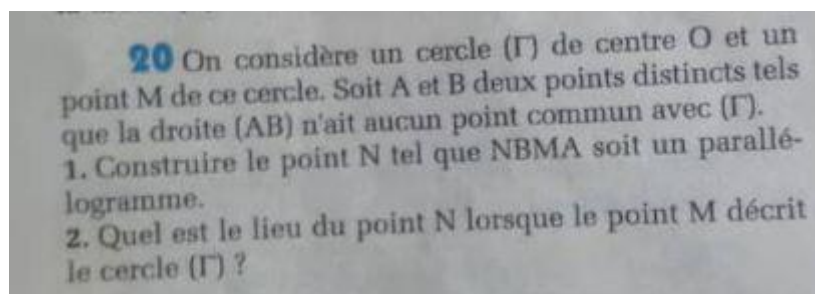 20 On considère un cercle (Γ) de centre O et un
point M de ce cercle. Soit A et B deux points distincts tels
que la droite (AB) n'ait aucun point commun avec (Γ).
1. Construire le point N tel que NBMA soit un parallé-
logramme.
2. Quel est le lieu du point N lorsque le point M décrit
le cercle (Γ) ?